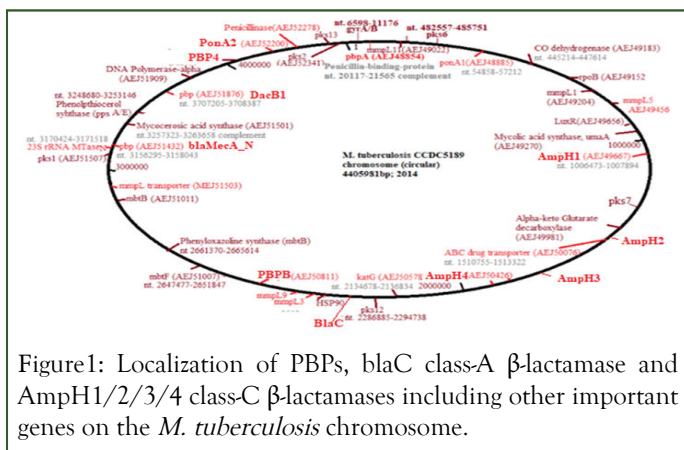 nt. 6598-11176
nt. 482557-485751
gyrA/B
pks6
Penicillinase(AEJ52278)
pks13
PonA2 (AEJ52200)
pks2
(AEJ52341)
1
mmpL11(AEJ49022)
PBP4
4000000
pbpA (AEJ48854)
Penicillin-binding-protein
nt. 20117-21565 complement
ponA1(AEJ48885)
nt. 54858-57212
CO dehydrogenase (AEJ49183)
nt. 445214-447614
DNA Polymerase-alpha
(AEJ51909)
rpoB (AEJ49152
pbp (AEJ51876)
DacB1
nt. 3707205-3708387
mmpL1
(AEJ49204)
mmpL5
AEJ49456
nt. 3248680-3253146
Phenolpthiocerol
synthase (pps A/E)
LuxR(AEJ49656)
Mycocerosic acid synthase (AEJ51501)
nt.3257323-3263658 complement
Mycolic acid synthase, umaA
(AEJ49270)
1000000
nt. 3170424-3171518
23S rRNA MTase
pbp (AEJ51432)
blaMecA_N
nt. 3156295-3158043
AmpH1
(AEJ49667)
nt. 1006473-1007894
pks1 (AEJ51507)
3000000
M. tuberculosis CCDC5189
chromosome (circular)
4405981bp; 2014
mmpL transporter (MEJ51503)
mbtB (AEJ51011)
pks7
Alpha-keto Glutarate
decarboxylase
(AEJ49981)
AmpH2
Phenyloxazoline synthase (mbtB)
nt. 2661370-2665614
ABC drug transporter (AEJ50076)
nt. 1510755-1513322
mbtF (AEJ51007)
nt. 2647477-2651847
PBPB(AEJ50811)
katG (AEJ50578)
nt. 2134678-2136834
AmpH4(AEJ50426)
2000000
AmpH3
mmpL9
mmpL3
HSP90
BlaC
pks12
nt. 2286885-2294738
Figure1: Localization of PBPs, blaC class-A β-lactamase and
AmpH1/2/3/4 class-C β-lactamases including other important
genes on the M. tuberculosis chromosome.